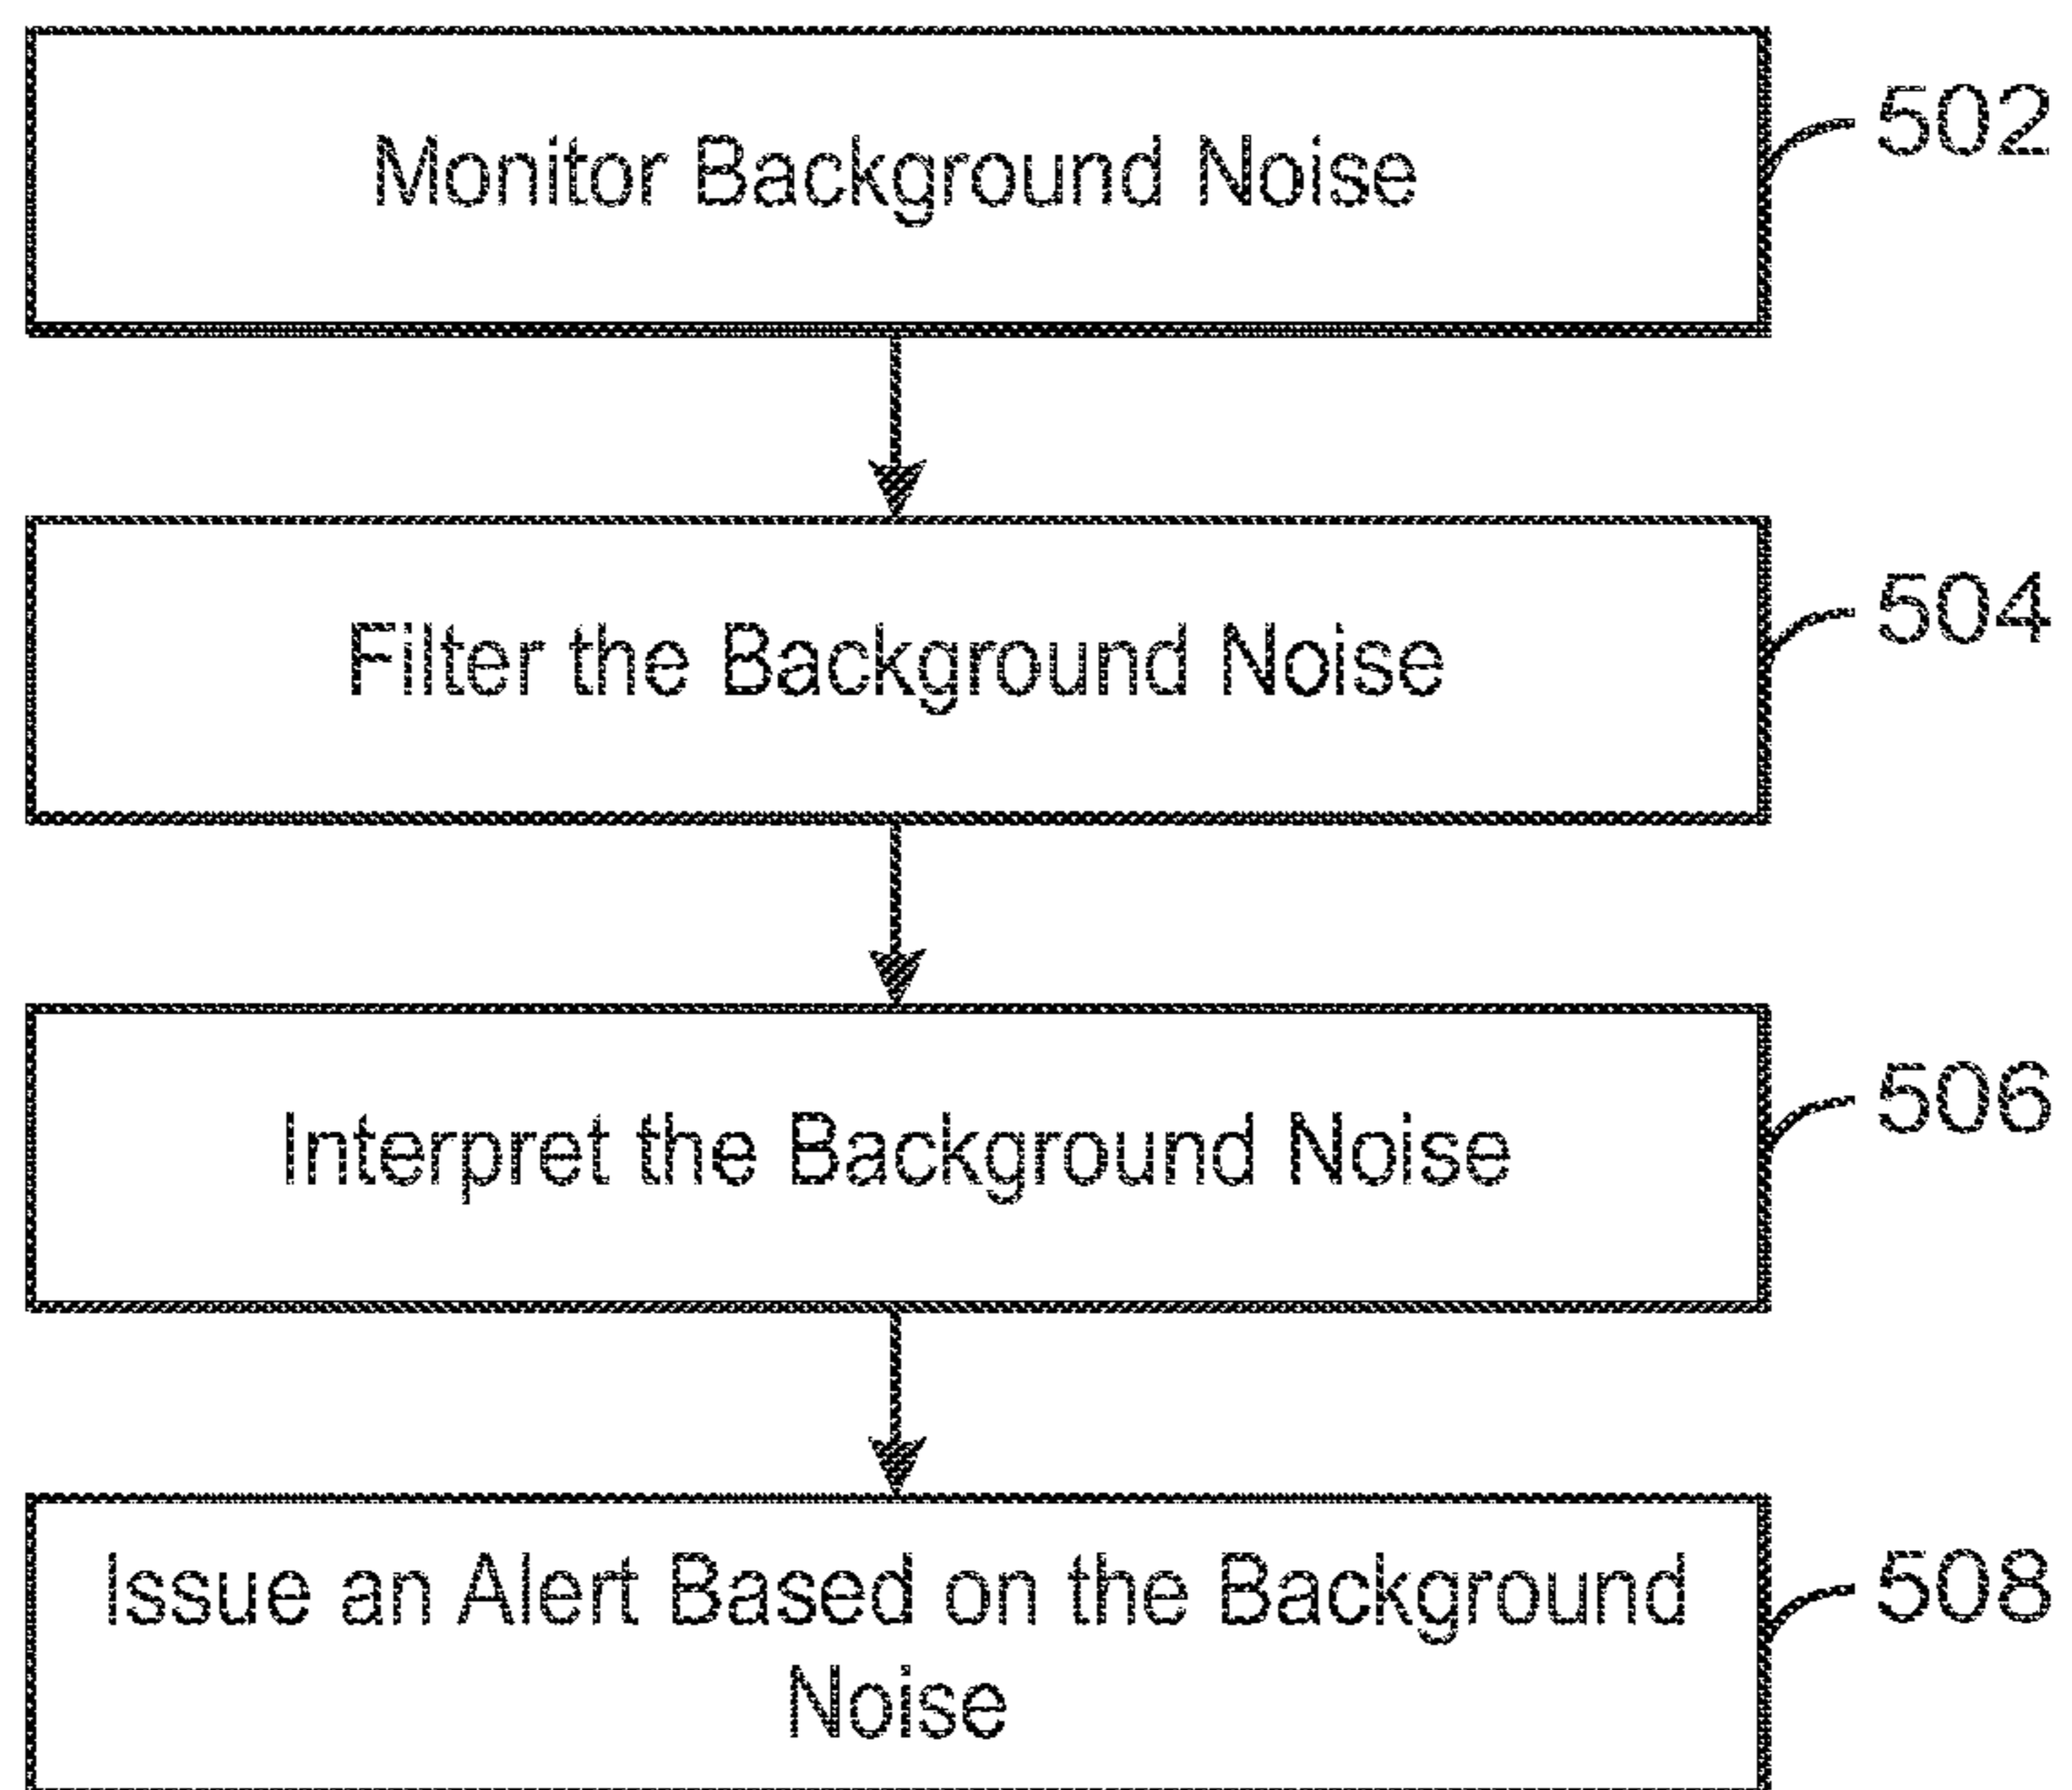 Monitor Background Noise
502
Filter the Background Noise
504
Interpret the Background Noise
506
Issue an Alert Based on the Background
Noise
508